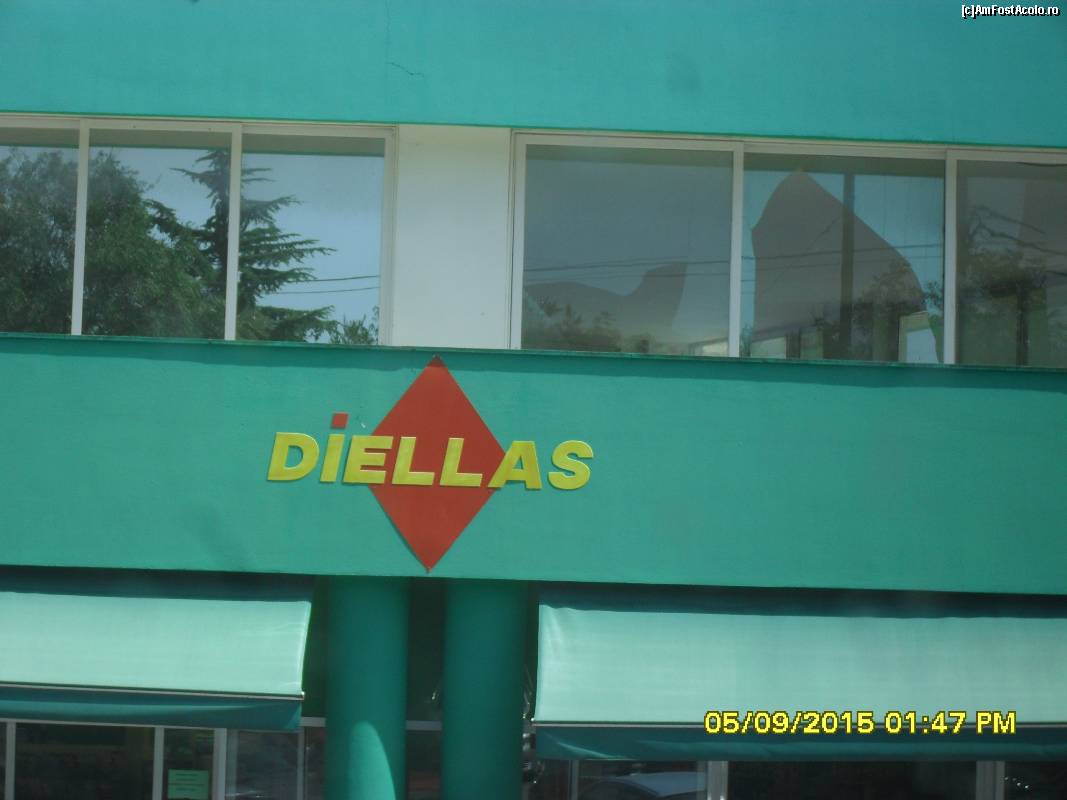 [c]AmFostAcolo.ro
DiELLAS
05/09/2015 01:47 PM